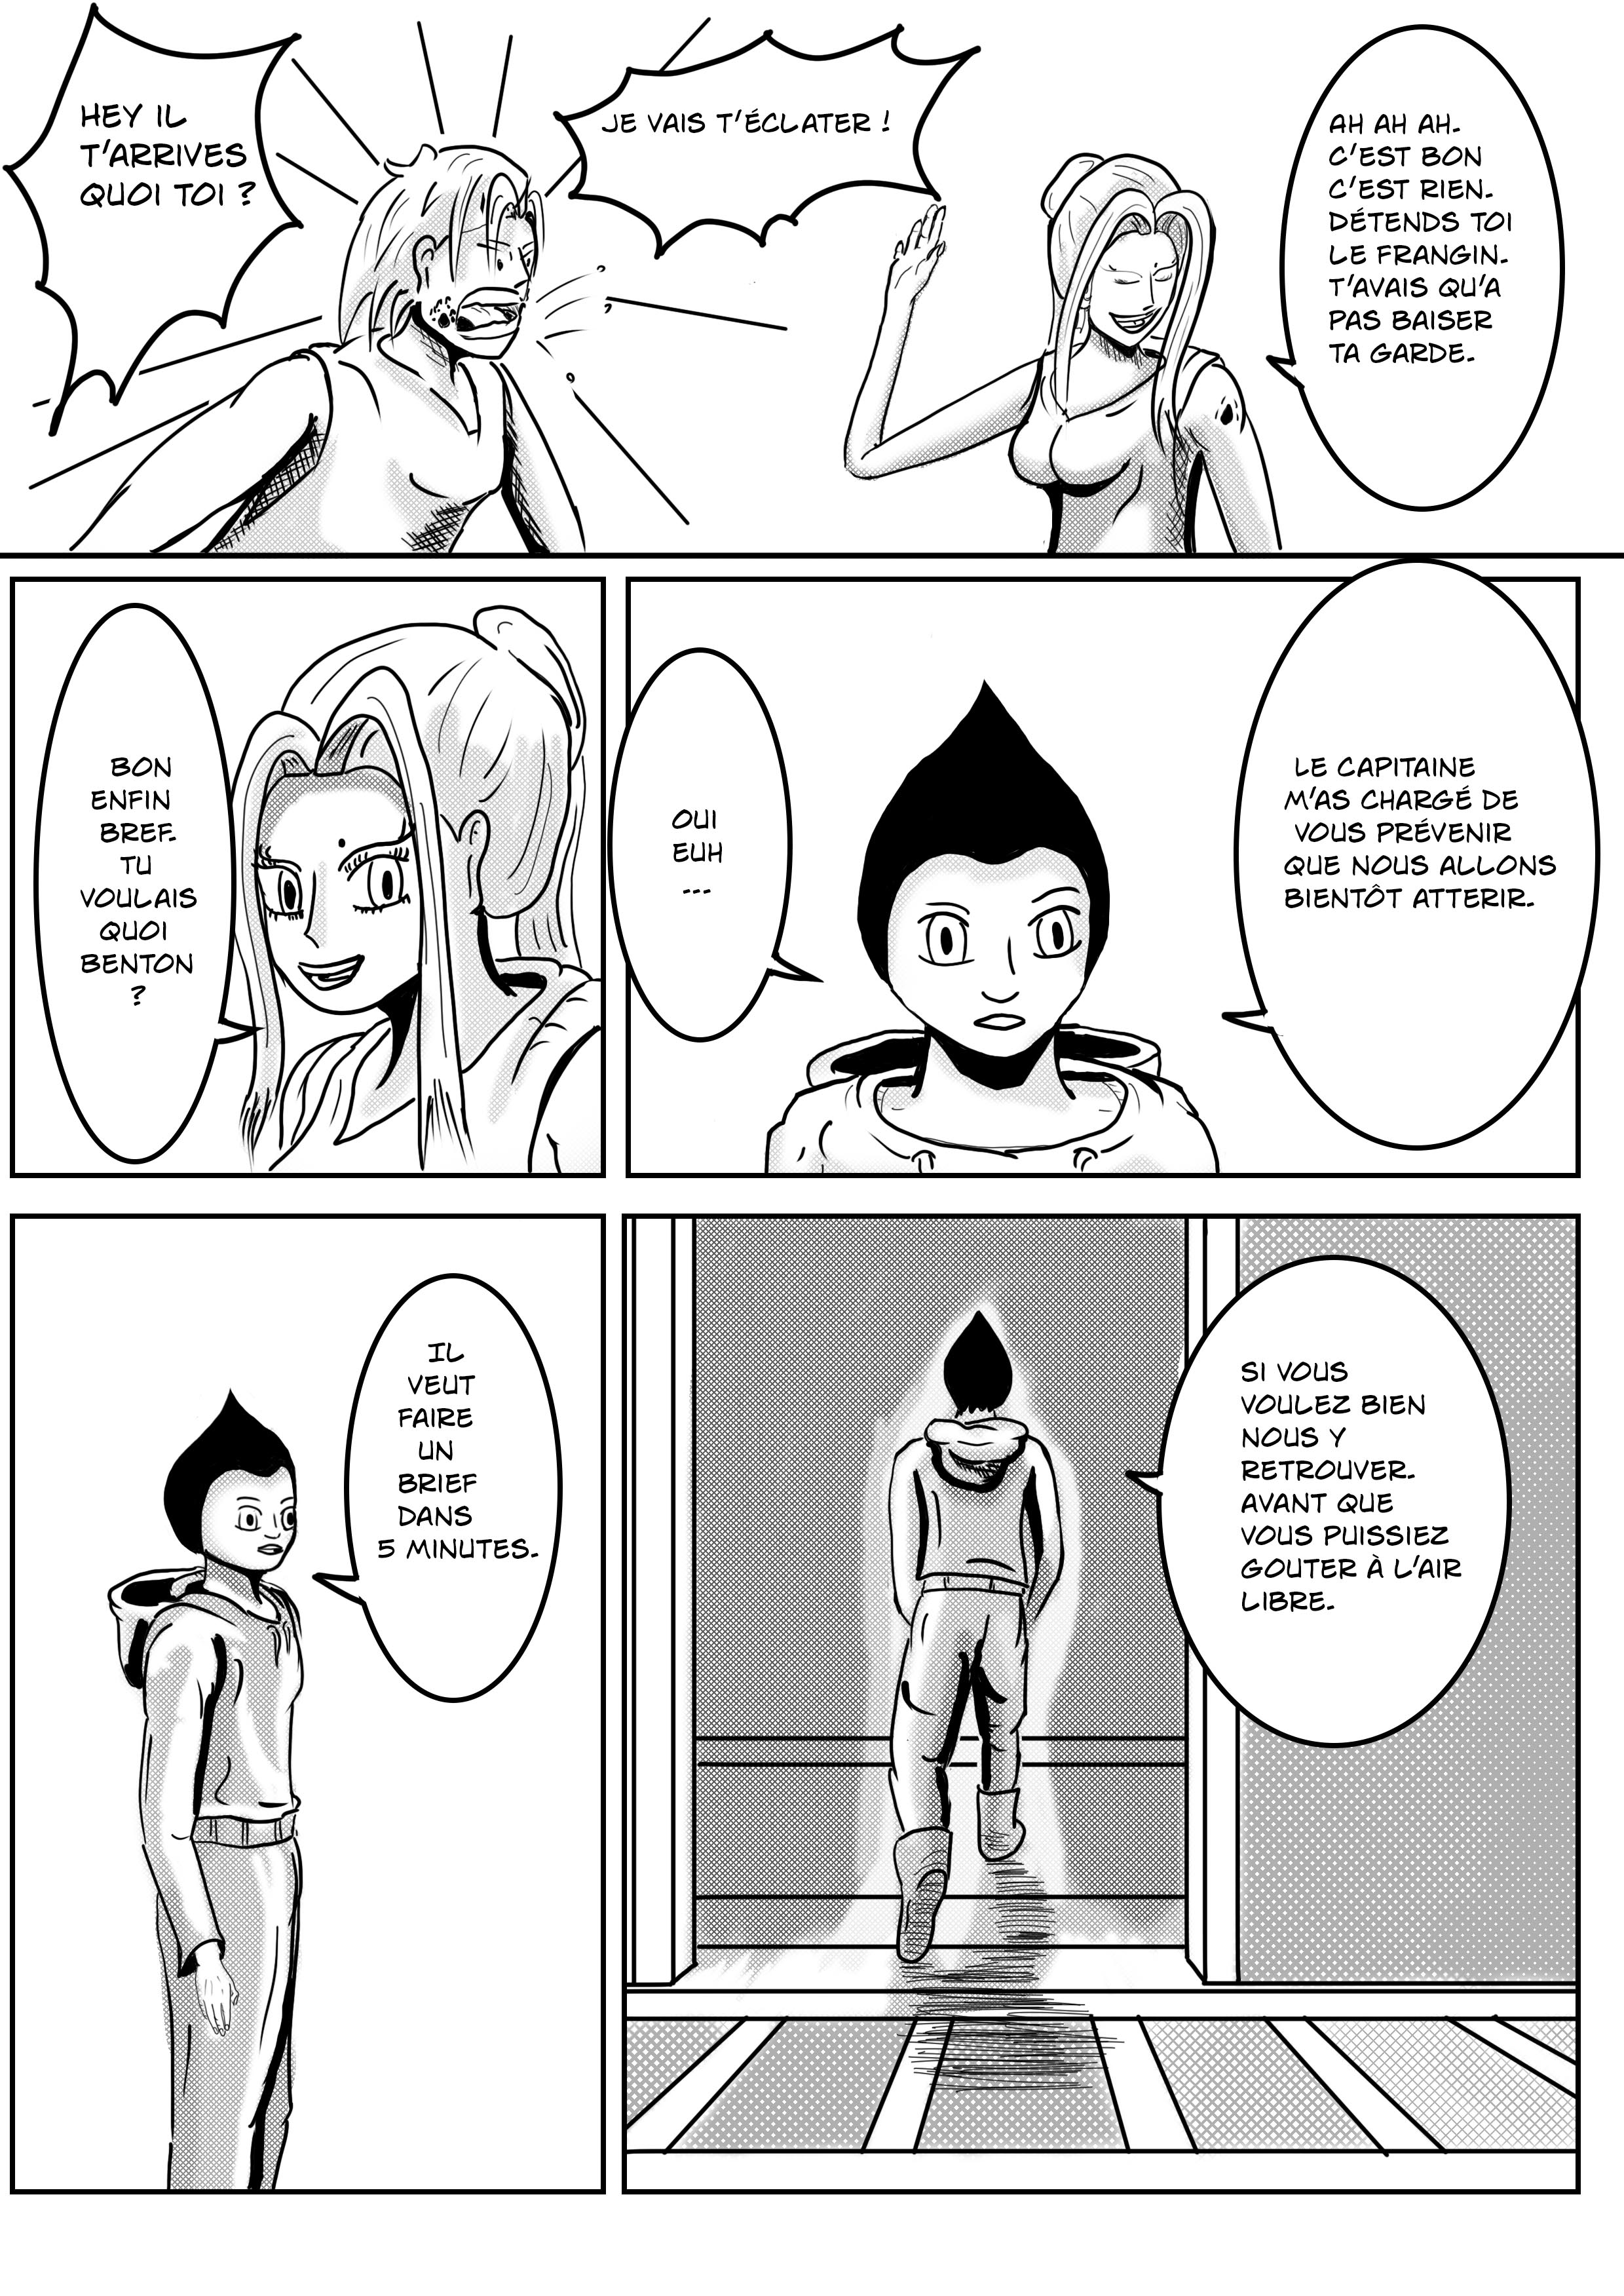 HEY IL
T'ARRIVES
QUOI TOI ?
JE VAIS T'ÉCLATER !
AH AH AH.
C'EST BON
C'EST RIEN.
DÉTENDS TOI
LE FRANGIN.
T'AVAIS QU'A
PAS BAISER
TA GARDE.
BON
ENFIN
BREF.
TU
VOULAIS
QUOI
BENTON
?
OUI
EUH
...
LE CAPITAINE
M'AS CHARGÉ DE
VOUS PRÉVENIR
QUE NOUS ALLONS
BIENTÔT ATTERIR.
IL
VEUT
FAIRE
UN
BRIEF
DANS
5 MINUTES.
SI VOUS
VOULEZ BIEN
NOUS Y
RETROUVER.
AVANT QUE
VOUS PUISSIEZ
GOUTER À L'AIR
LIBRE.